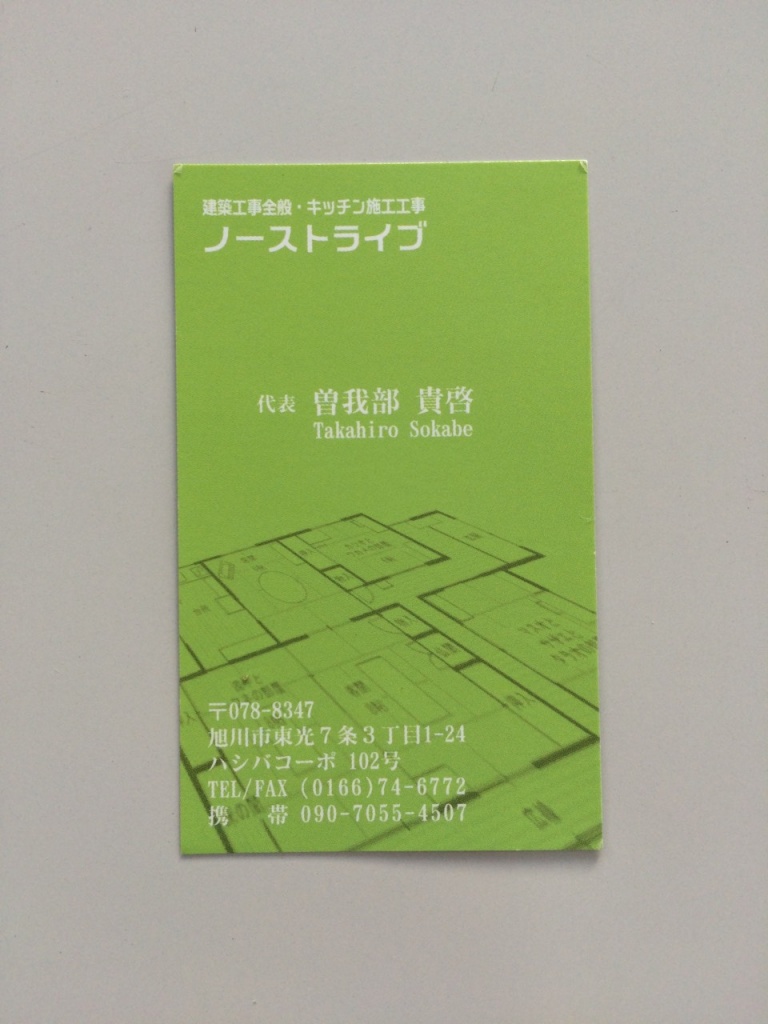 建築工事全般・キッチン施工工事
ノーストライブ
代表 曽我部 貴啓
Takahiro Sokabe
〒078-8347
旭川市東光７条３丁目1-24
ハシバコーポ 102号
TEL/FAX (0166)74-6772
携 帯 090-7055-4507